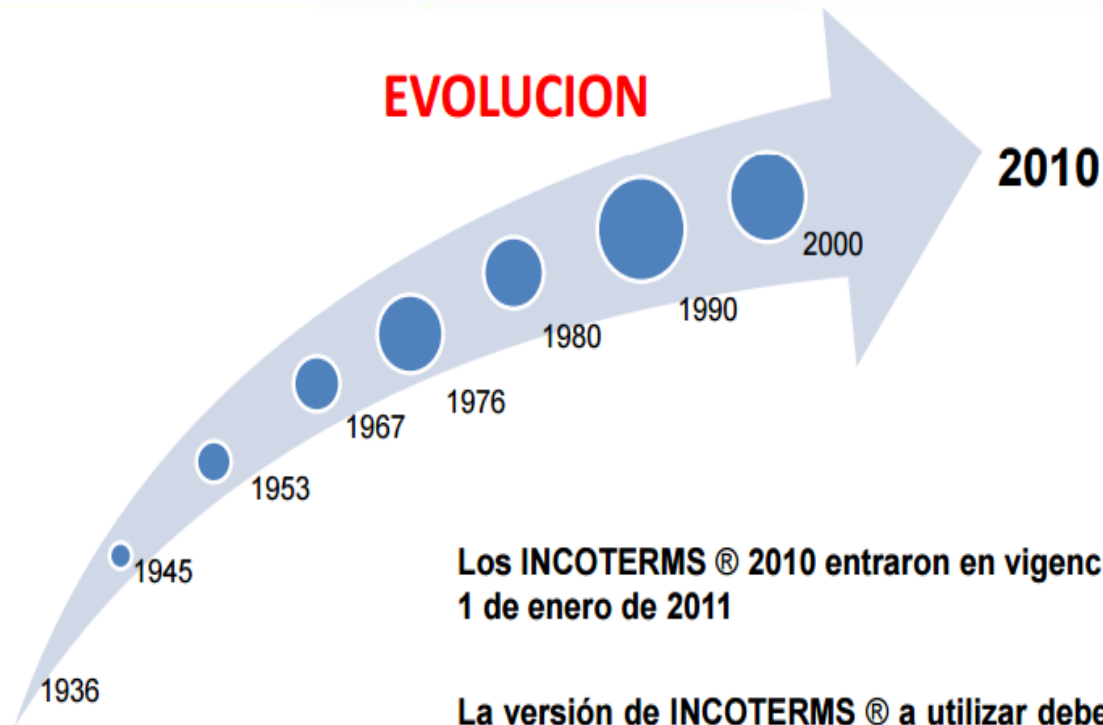 EVOLUCION
2010
2000
1990
1980
1976
1967
1953
1945
1936
Los INCOTERMS ® 2010 entraron en
1 de enero de 2011
La versión de INCOTERMS ® a utilizar